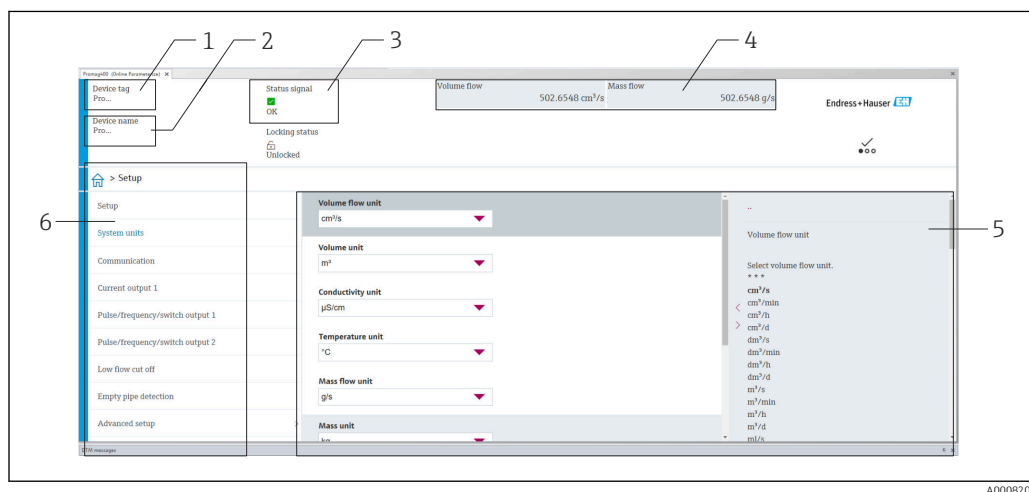 1
2
3
4
Promag400 (Online Parameterize) ×
Device tag
Pro...
Status signal
OK
Volume flow
502.6548 cm³/s
Mass flow
502.6548 g/s
Endress+Hauser EH
Device name
Pro...
Locking status
Unlocked
> Setup
6
5
Setup
System units
Communication
Current output 1
Pulse/frequency/switch output 1
Pulse/frequency/switch output 2
Low flow cut off
Empty pipe detection
Advanced setup
Volume flow unit
cm³/s
Volume unit
m³
Conductivity unit
µS/cm
Temperature unit
°C
Mass flow unit
g/s
Mass unit
kg
..
Volume flow unit
Select volume flow unit.
* * *
cm³/s
cm³/min
cm³/h
cm³/d
dm³/s
dm³/min
dm³/h
dm³/d
m³/s
m³/min
m³/h
m³/d
ml/s
DTM messages